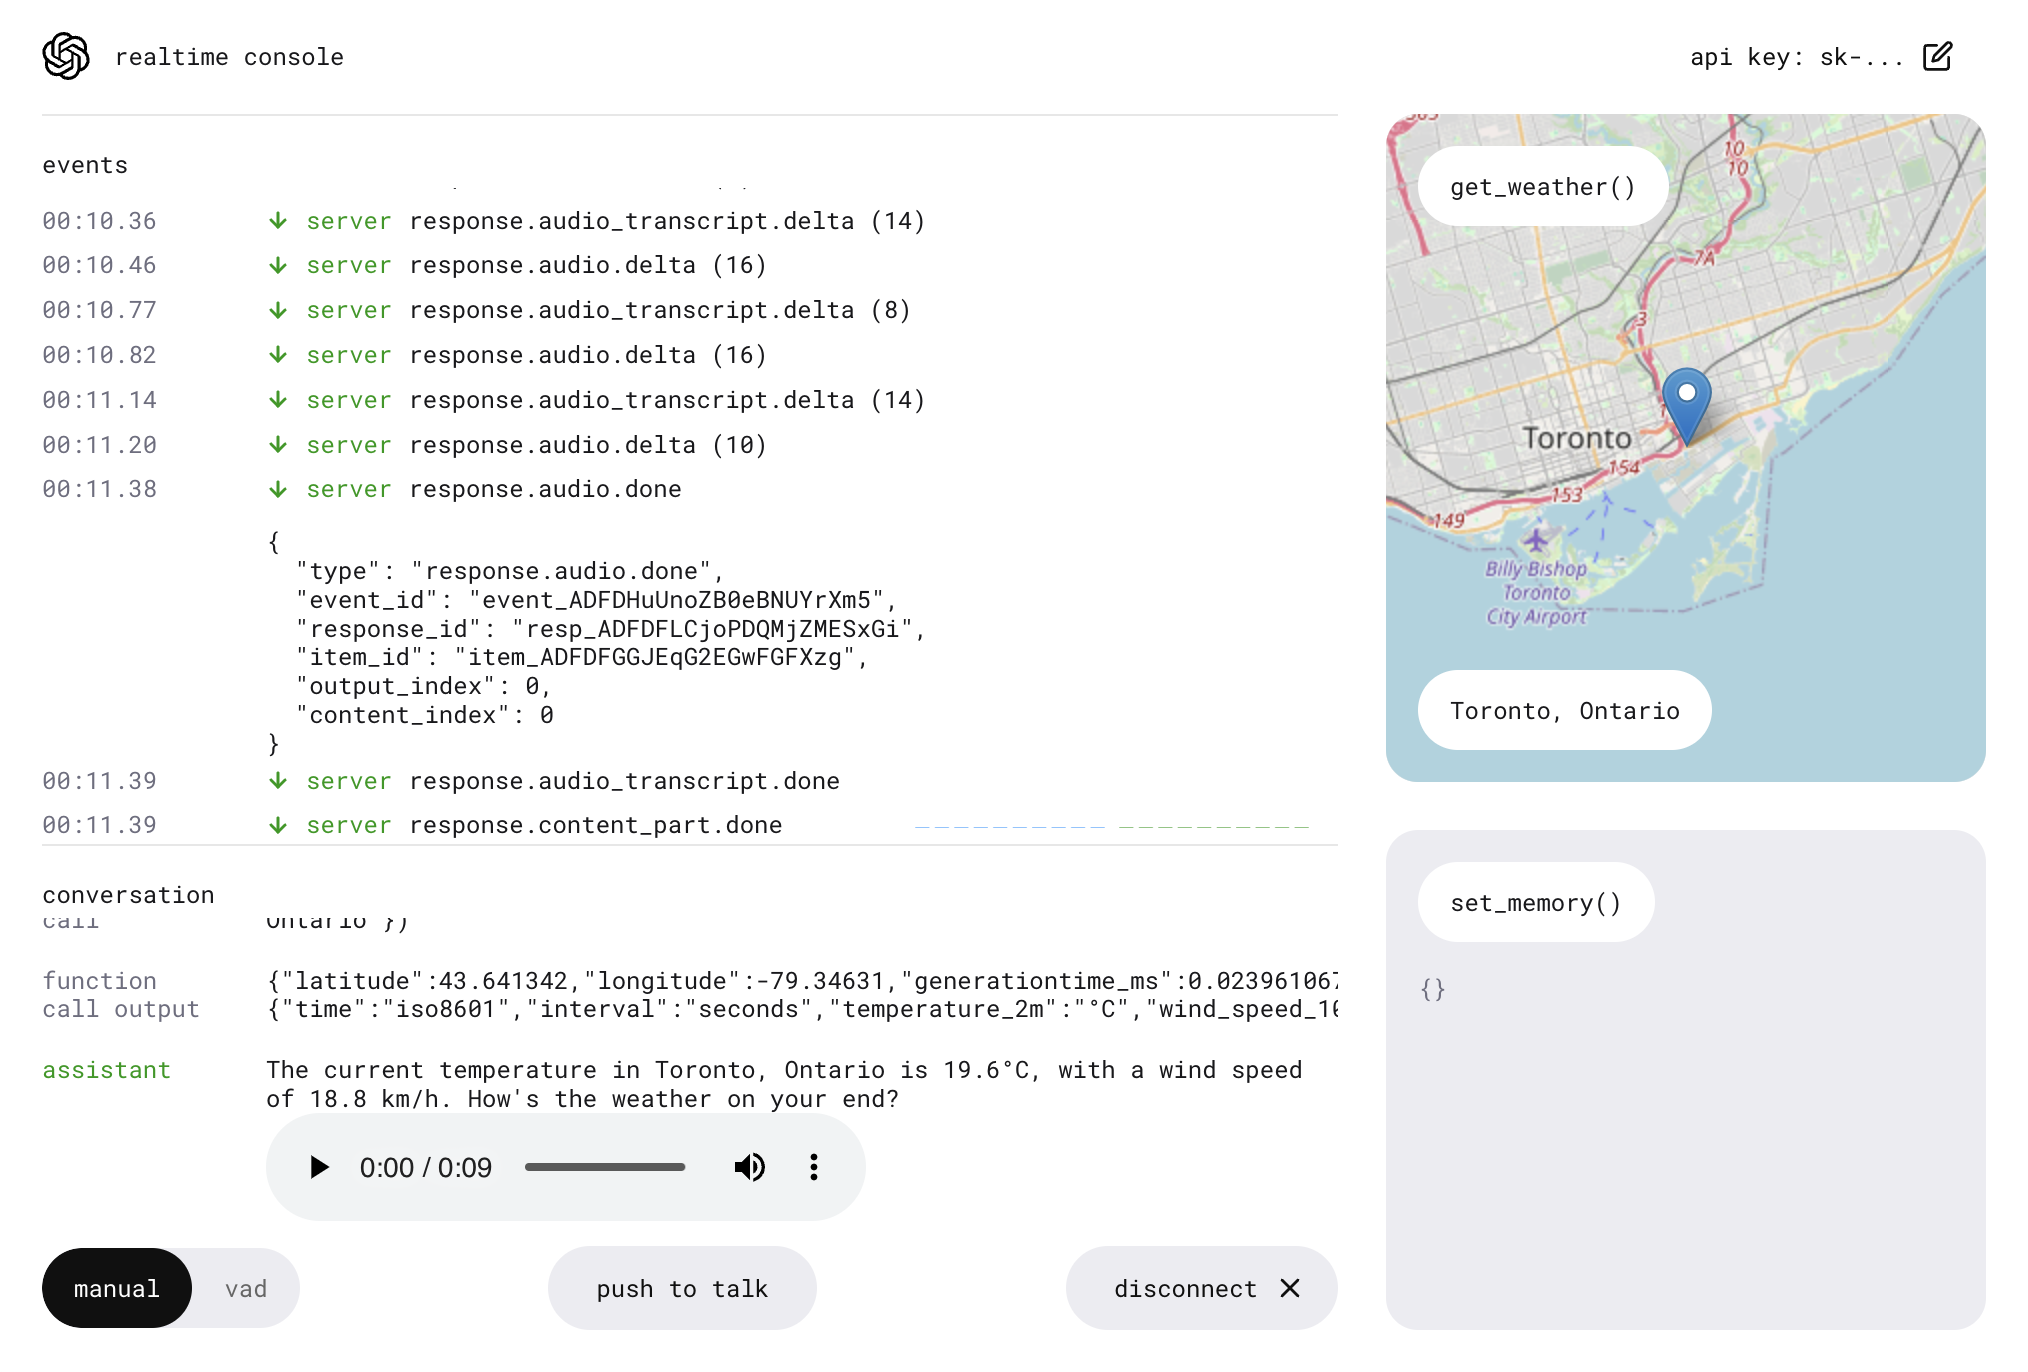 realtime console
api key: sk-...
events
00:10.36 ↓ server response.audio_transcript.delta (14)
00:10.46 ↓ server response.audio.delta (16)
00:10.77 ↓ server response.audio_transcript.delta (8)
00:10.82 ↓ server response.audio.delta (16)
00:11.14 ↓ server response.audio_transcript.delta (14)
00:11.20 ↓ server response.audio.delta (10)
00:11.38 ↓ server response.audio.done
{
"type": "response.audio.done",
"event_id": "event_ADFDHuUnoZB0eBNUYrXm5",
"response_id": "resp_ADFDFLCjoPDQMjZMESxGi",
"item_id": "item_ADFDFGGJEqG2EGwFGFXzg",
"output_index": 0,
"content_index": 0
}
00:11.39 ↓ server response.audio_transcript.done
00:11.39 ↓ server response.content_part.done
conversation
call Ontario"})
function {"latitude":43.641342,"longitude":-79.34631,"generationtime_ms":0.023961067
call output {"time":"iso8601","interval":"seconds","temperature_2m":"°C","wind_speed_10
assistant The current temperature in Toronto, Ontario is 19.6°C, with a wind speed
of 18.8 km/h. How's the weather on your end?
0:00 / 0:09
manual vad
push to talk
disconnect
get_weather()
10
10
7A
3
Toronto
154
153
149
Billy Bishop
Toronto
City Airport
Toronto, Ontario
set_memory()
{}